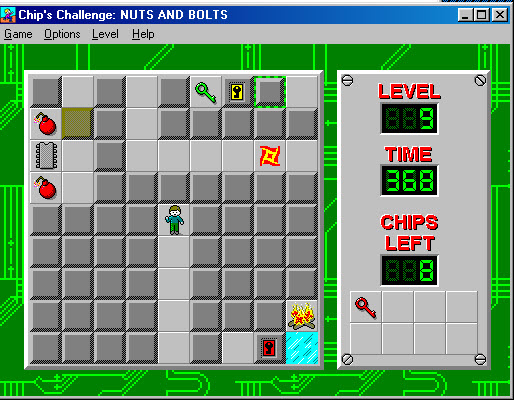 Chip's Challenge: NUTS AND BOLTS
Game Options Level Help
LEVEL
9
TIME
368
CHIPS
LEFT
8